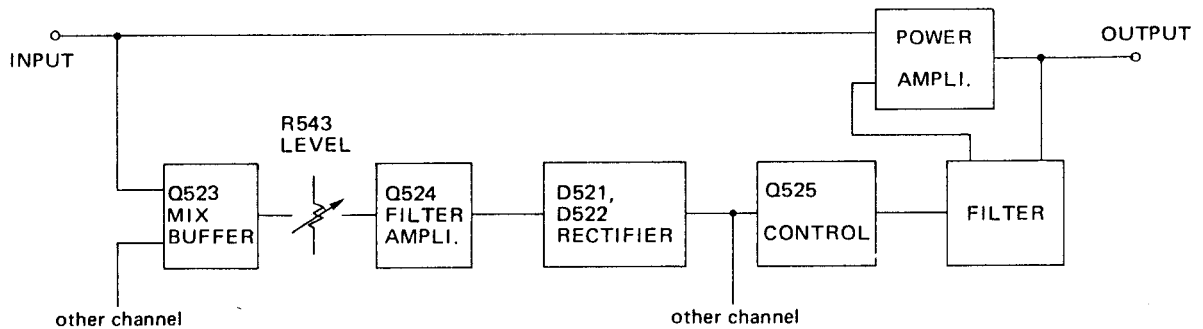 INPUT
POWER
AMPLI.
OUTPUT
R543
LEVEL
Q523
MIX
BUFFER
Q524
FILTER
AMPLI.
D521,
D522
RECTIFIER
Q525
CONTROL
FILTER
other channel
other channel